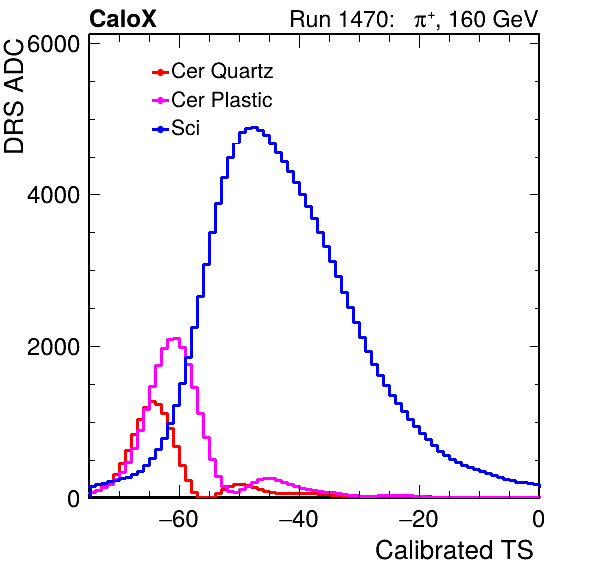 CaloX Run 1470: π⁺, 160 GeV
DRS ADC
Cer Quartz
Cer Plastic
Sci
6000
4000
2000
0
−60 −40 −20 0
Calibrated TS